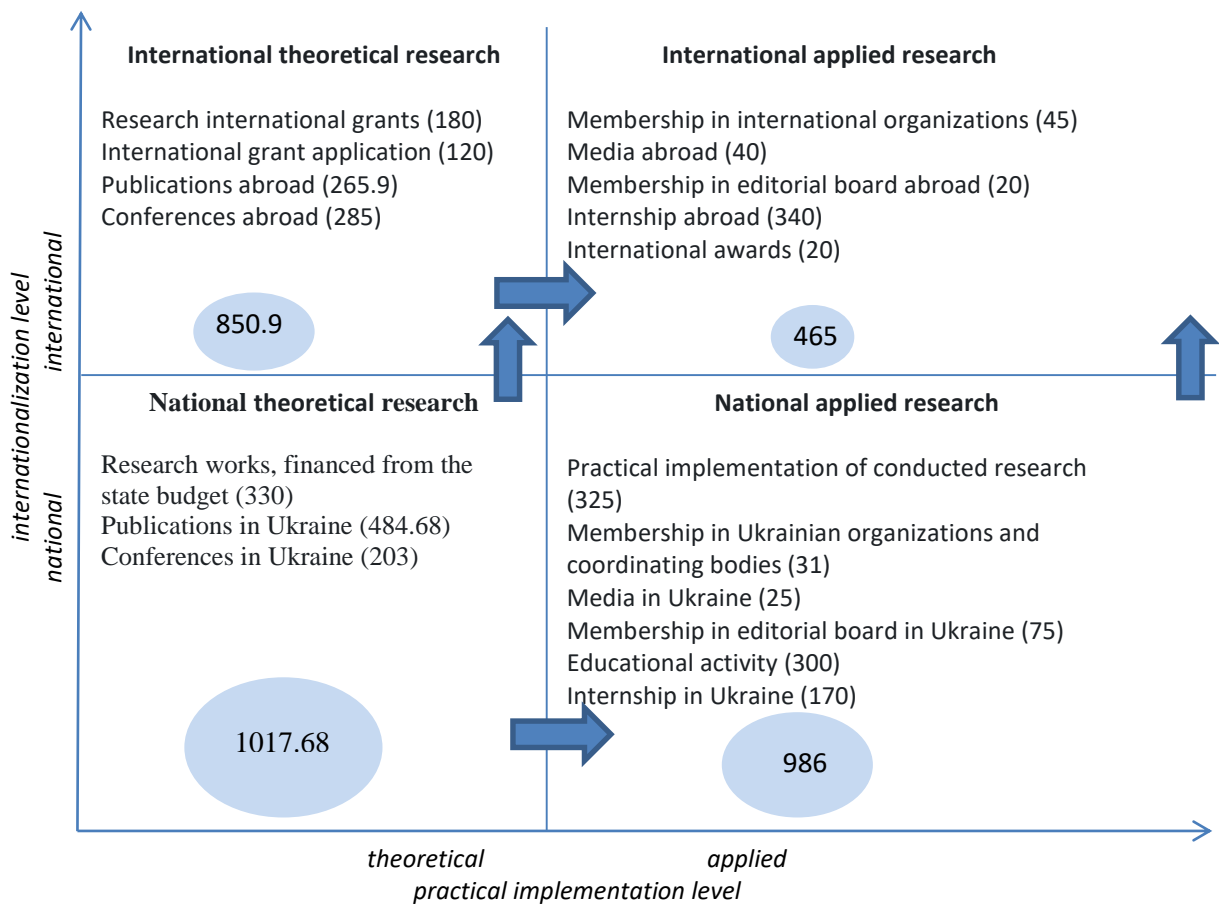 International theoretical research
Research international grants (180)
International grant application (120)
Publications abroad (265.9)
Conferences abroad (285)
850.9
International applied research
Membership in international organizations (45)
Media abroad (40)
Membership in editorial board abroad (20)
Internship abroad (340)
International awards (20)
465
National theoretical research
Research works, financed from the
state budget (330)
Publications in Ukraine (484.68)
Conferences in Ukraine (203)
1017.68
National applied research
Practical implementation of conducted research
(325)
Membership in Ukrainian organizations and
coordinating bodies (31)
Media in Ukraine (25)
Membership in editorial board in Ukraine (75)
Educational activity (300)
Internship in Ukraine (170)
986
internationalization level
national international
theoretical applied
practical implementation level